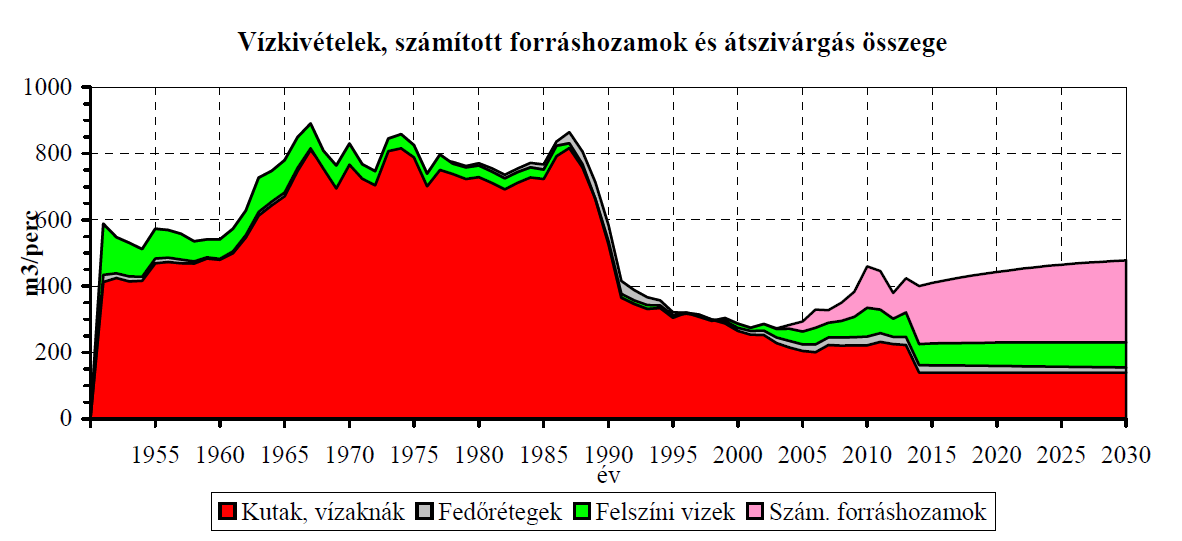 Vízkivételek, számított forráshozamok és átszivárgás összege
1000
800
600
400
200
0
m3/perc
1955 1960 1965 1970 1975 1980 1985 1990 1995 2000 2005 2010 2015 2020 2025 2030
év
Kutak, vízaknák Fedőrétegek Felszíni vizek Szám. forráshozamok